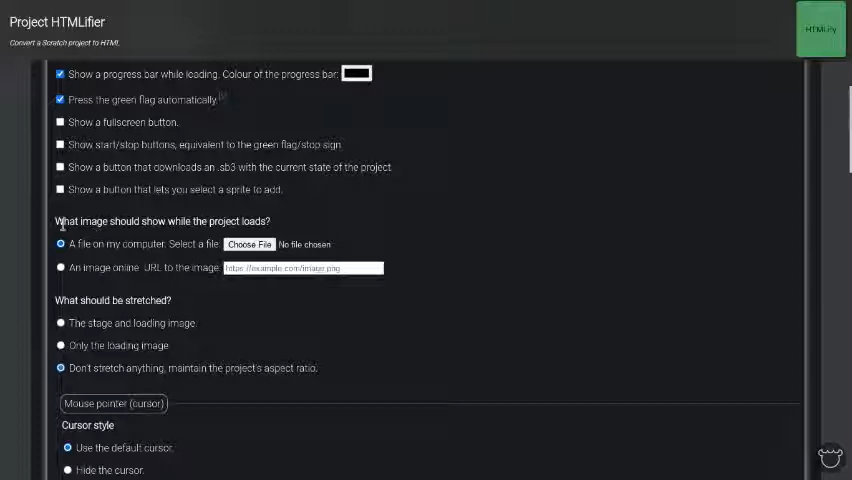 Project HTMLifier
Convert a Scratch project to HTML.
HTMLify
Show a progress bar while loading. Colour of the progress bar:
Press the green flag automatically.
Show a fullscreen button.
Show start/stop buttons, equivalent to the green flag/stop sign.
Show a button that downloads an .sb3 with the current state of the project.
Show a button that lets you select a sprite to add.
What image should show while the project loads?
A file on my computer. Select a file: Choose File No file chosen
An image online. URL to the image: https://example.com/image.png
What should be stretched?
The stage and loading image.
Only the loading image.
Don't stretch anything, maintain the project's aspect ratio.
Mouse pointer (cursor)
Cursor style
Use the default cursor.
Hide the cursor.